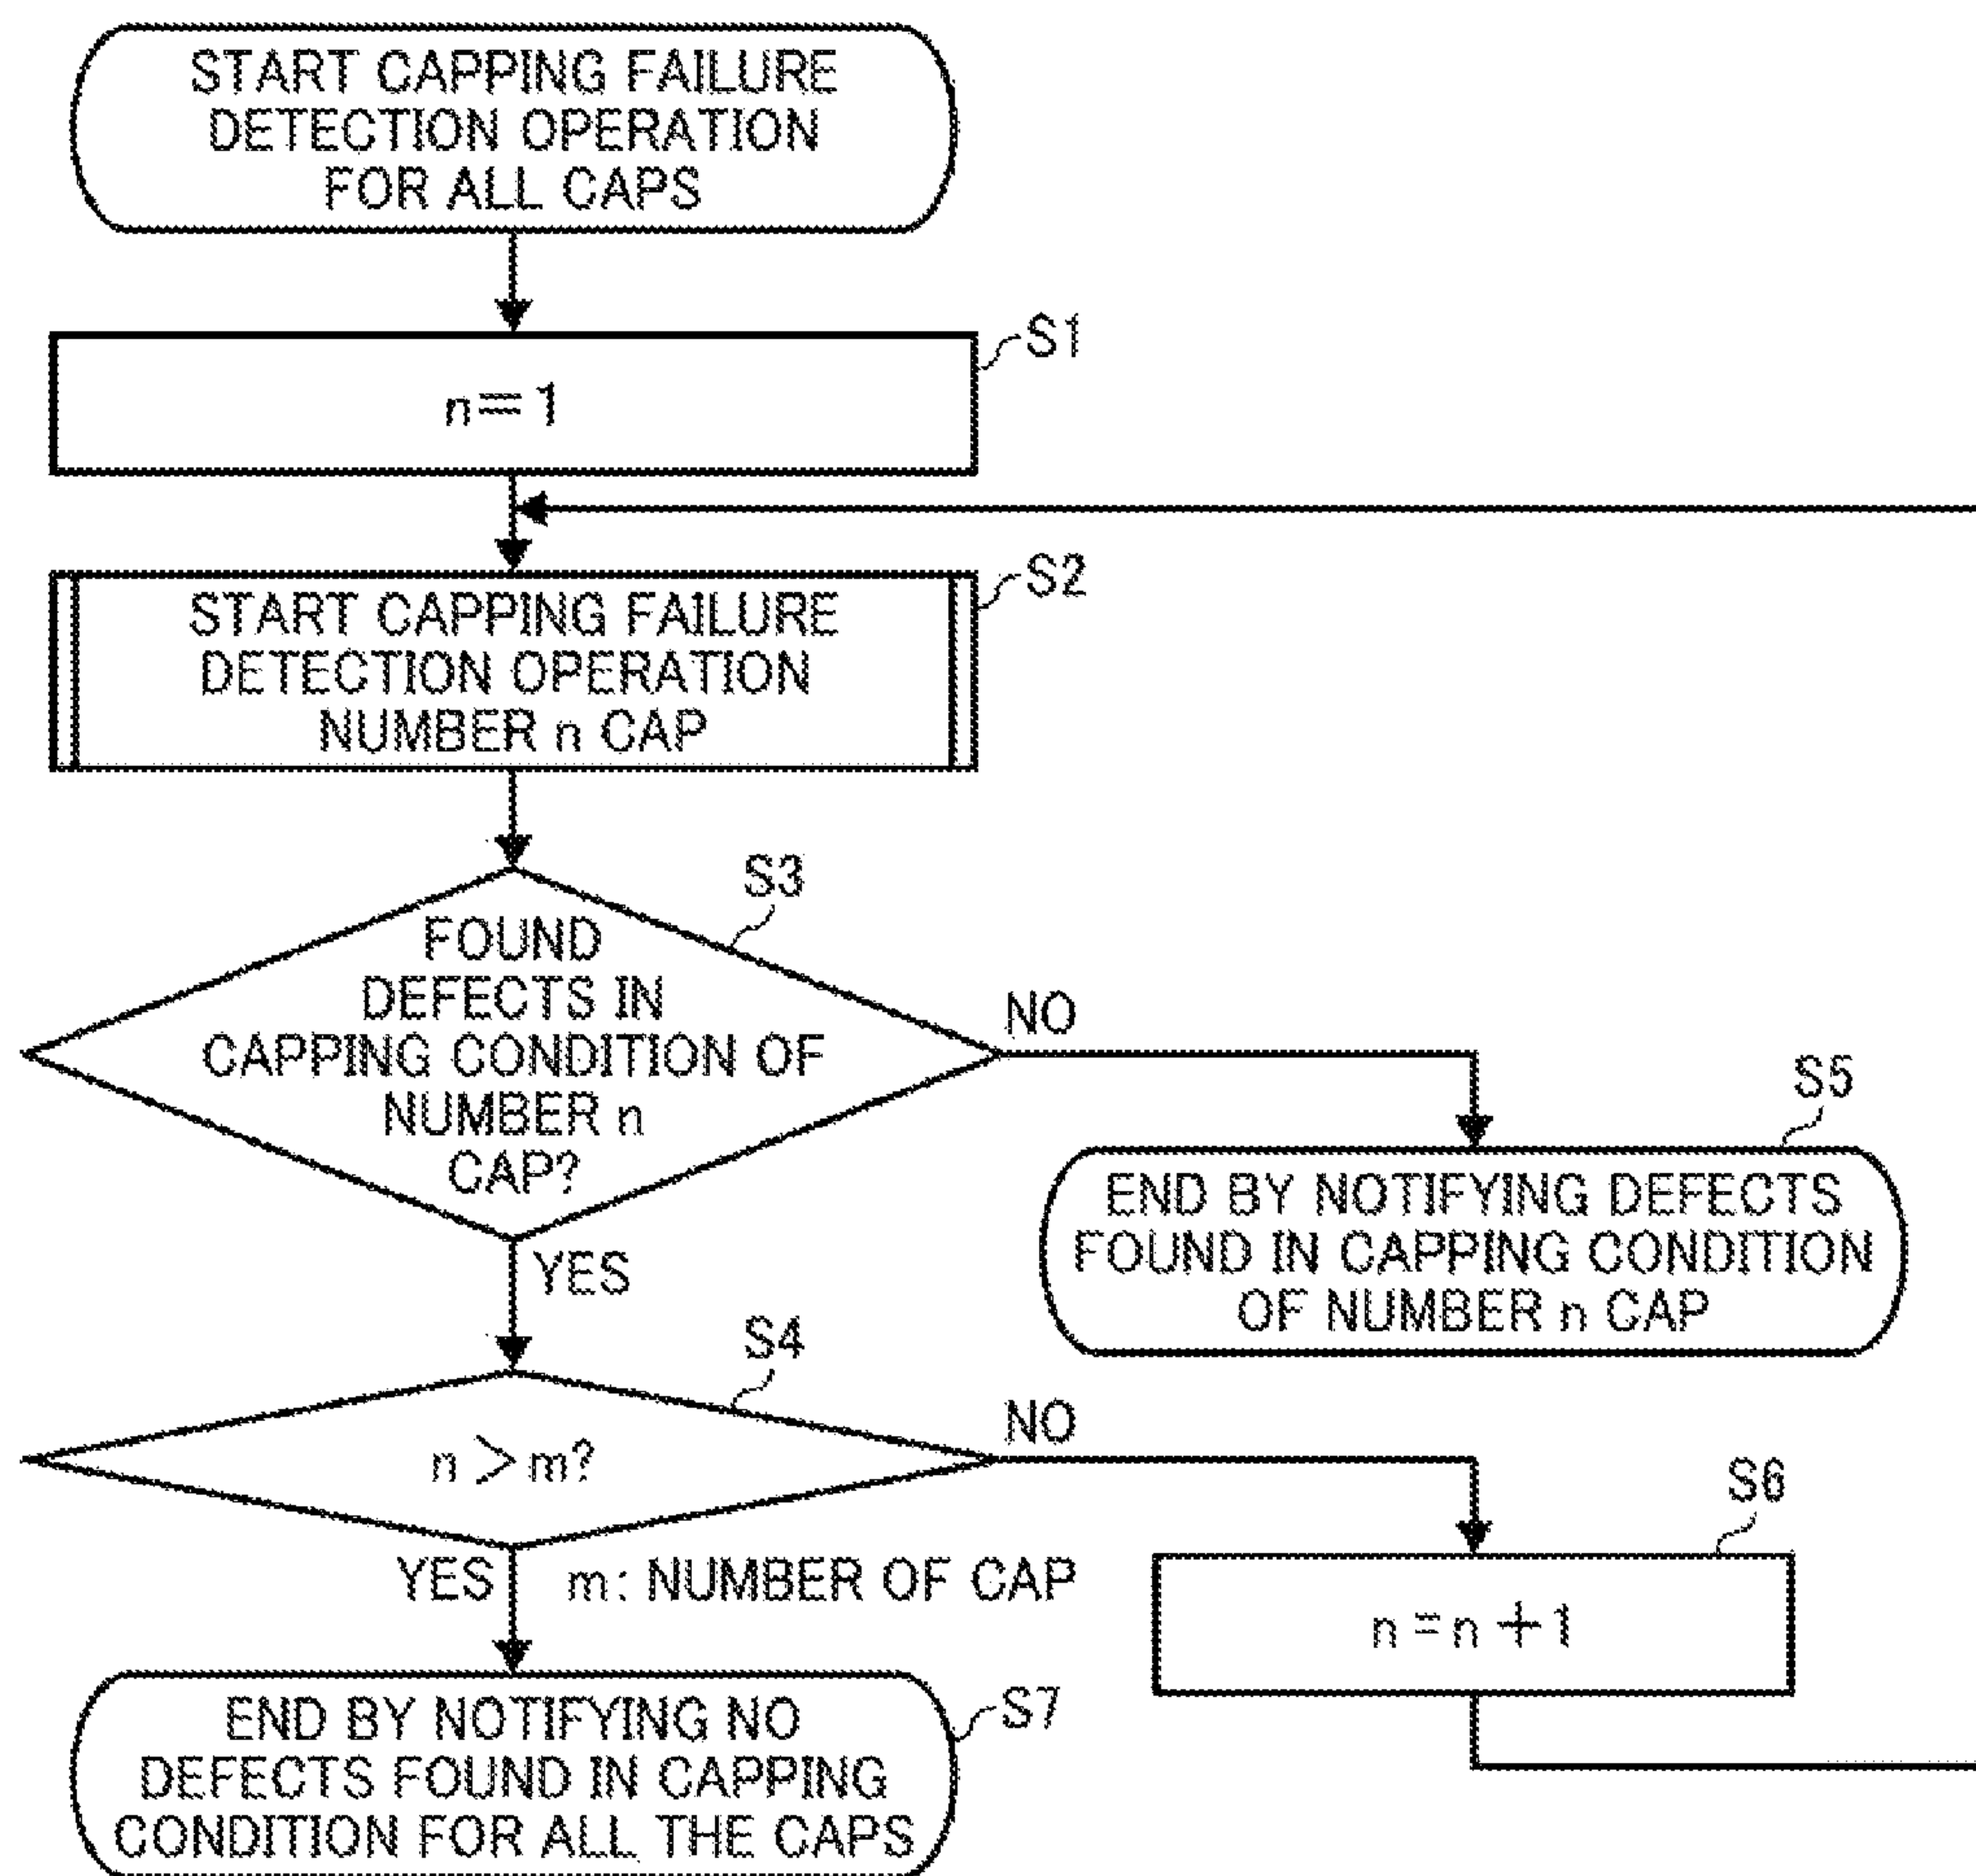 START CAPPING FAILURE
DETECTION OPERATION
FOR ALL CAPS
S1
n=1
S2
START CAPPING FAILURE
DETECTION OPERATION
NUMBER n CAP
S3
FOUND
DEFECTS IN
CAPPING CONDITION OF
NUMBER n
CAP?
NO
YES
S5
END BY NOTIFYING DEFECTS
FOUND IN CAPPING CONDITION
OF NUMBER n CAP
S4
n > m?
NO
YES
m: NUMBER OF CAP
S6
n = n + 1
S7
END BY NOTIFYING NO
DEFECTS FOUND IN CAPPING
CONDITION FOR ALL THE CAPS